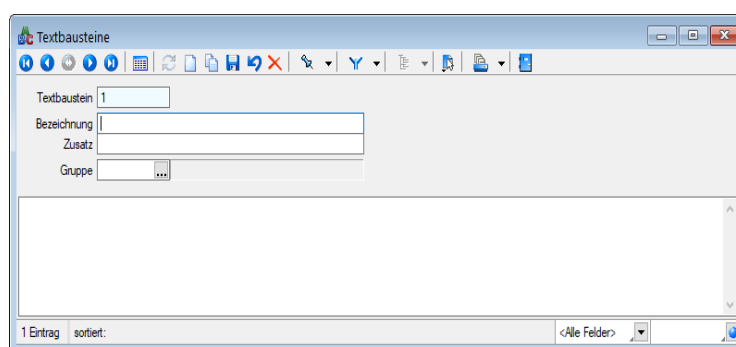 Textbausteine
Textbaustein 1
Bezeichnung
Zusatz
Gruppe ...
1 Eintrag sortiert: <Alle Felder>